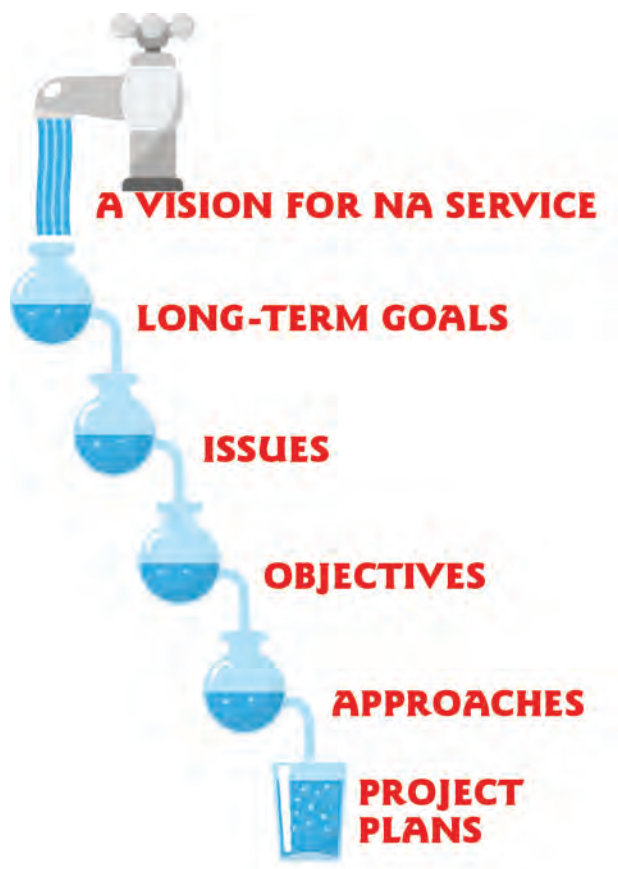 A VISION FOR NA SERVICE
LONG-TERM GOALS
ISSUES
OBJECTIVES
APPROACHES
PROJECT
PLANS